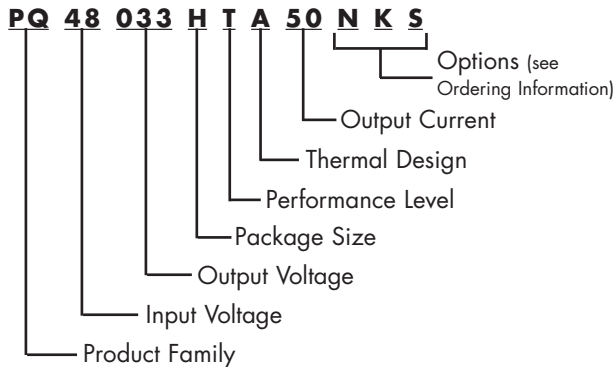 PQ 48 033 H T A 50 N K S
Options (see
Ordering Information)
Output Current
Thermal Design
Performance Level
Package Size
Output Voltage
Input Voltage
Product Family